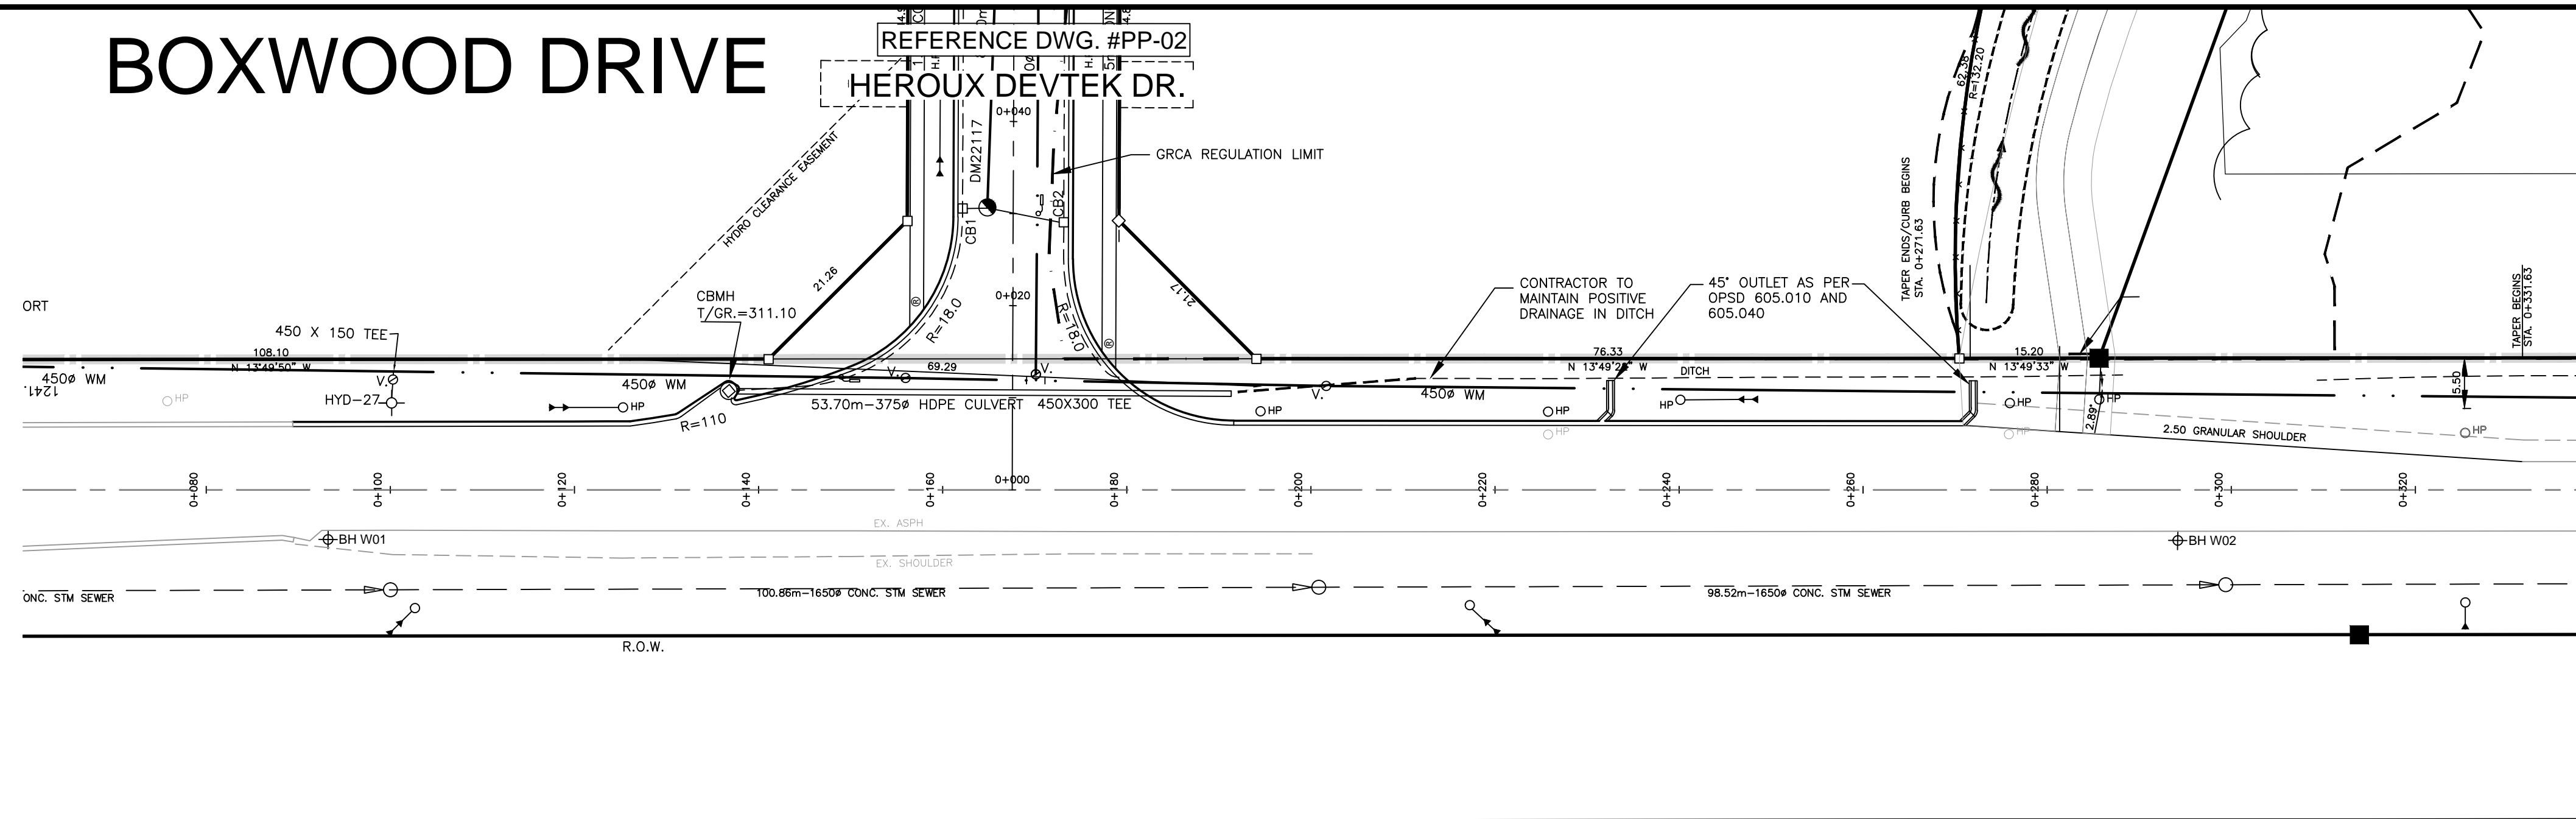 BOXWOOD DRIVE
REFERENCE DWG. #PP-02
HEROUX DEVTEK DR.
0+040
DM22117
GRCA REGULATION LIMIT
HYDRO CLEARANCE EASEMENT
CB1
CB2
21.26
21.17
0+020
R=18.0
R=18.0
62.38
R=132.20
TAPER ENDS/CURB BEGINS
STA. 0+271.63
TAPER BEGINS
STA. 0+331.63
CONTRACTOR TO
MAINTAIN POSITIVE
DRAINAGE IN DITCH
45° OUTLET AS PER
OPSD 605.010 AND
605.040
ORT
CBMH
T/GR.=311.10
450 X 150 TEE
108.10
N 13°49'50" W
69.29
76.33
15.20
N 13°49'33" W
DITCH
450ø WM
1241.
V.
450ø WM
V.
V.
V.
450ø WM
HYD-27
HP
HP
HP
HP
HP
HP
HP
HP
HP
HP
53.70m-375ø HDPE CULVERT
450X300 TEE
R=110
2.89
5.50
2.50 GRANULAR SHOULDER
0+080
0+100
0+120
0+140
0+160
0+000
0+180
0+200
0+220
0+240
0+260
0+280
0+300
0+320
EX. ASPH
BH W01
BH W02
EX. SHOULDER
ONC. STM SEWER
100.86m-1650ø CONC. STM SEWER
98.52m-1650ø CONC. STM SEWER
R.O.W.